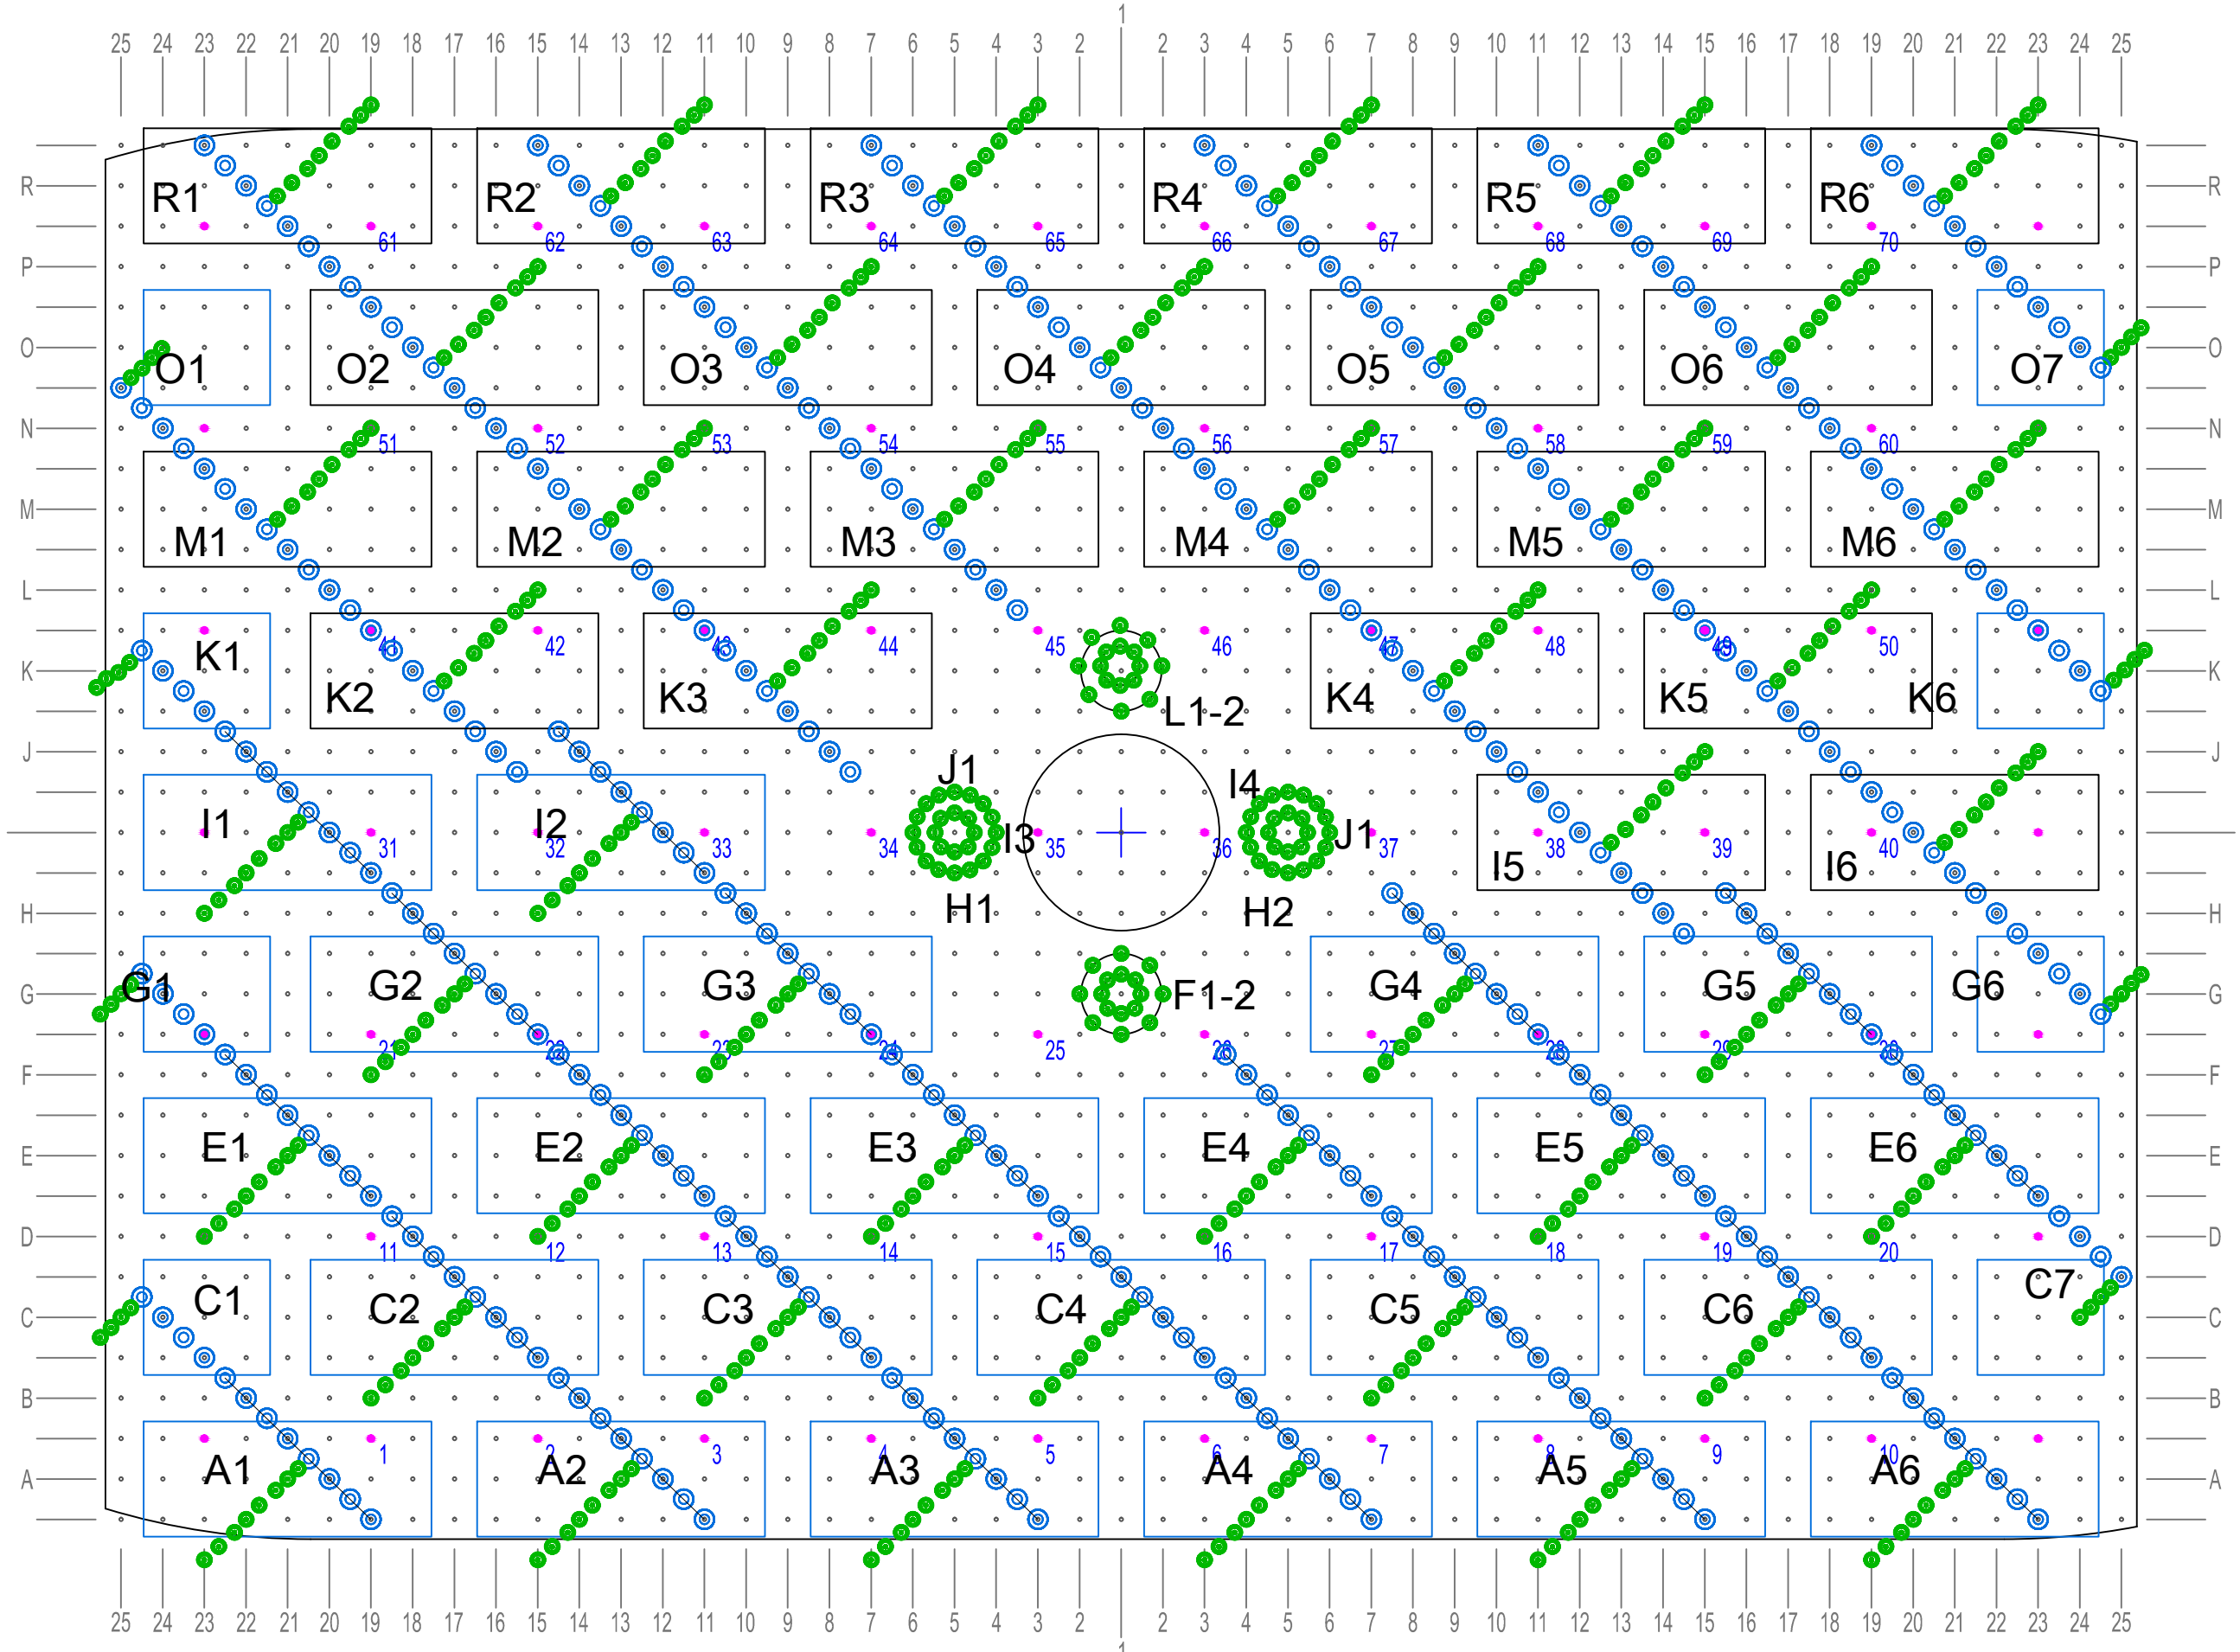 1
25 24 23 22 21 20 19 18 17 16 15 14 13 12 11 10 9 8 7 6 5 4 3 2 2 3 4 5 6 7 8 9 10 11 12 13 14 15 16 17 18 19 20 21 22 23 24 25
R R1 R2 R3 R4 R5 R6 R
61 62 63 64 65 66 67 68 69 70
P P
O O1 O2 O3 O4 O5 O6 O7 O
N N
51 52 53 54 55 56 57 58 59 60
M M
M1 M2 M3 M4 M5 M6
L L
41 42 43 44 45 46 47 48 49 50
K1
K K
K2 K3 K4 K5 K6
L1-2
J J
J1 I4
I1 I2 I3 J1
31 32 33 34 35 36 37 38 39 40
I5 I6
H H1 H2 H
G G1 G2 G3 F1-2 G4 G5 G6 G
21 22 23 24 25 26 27 28 29 30
F F
E E1 E2 E3 E4 E5 E6 E
D D
11 12 13 14 15 16 17 18 19 20
C7
C C1 C2 C3 C4 C5 C6 C
B B
1 2 3 4 5 6 7 8 9 10
A A1 A2 A3 A4 A5 A6 A
25 24 23 22 21 20 19 18 17 16 15 14 13 12 11 10 9 8 7 6 5 4 3 2 2 3 4 5 6 7 8 9 10 11 12 13 14 15 16 17 18 19 20 21 22 23 24 25
1